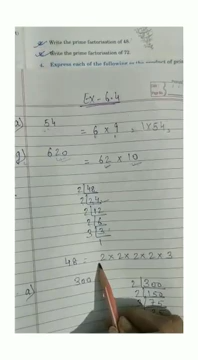 Write the prime factorisation of 48.
Write the prime factorisation of 72.
4. Express each of the following as the product of
Ex - 6.4
54
= 6 × 9 = 1×54
g) 620
= 62 × 10
2 48
2 24
2 12
2 6
3 3
1
48 = 2 × 2 × 2 × 2 × 3
a) 300
2 300
2 150
75